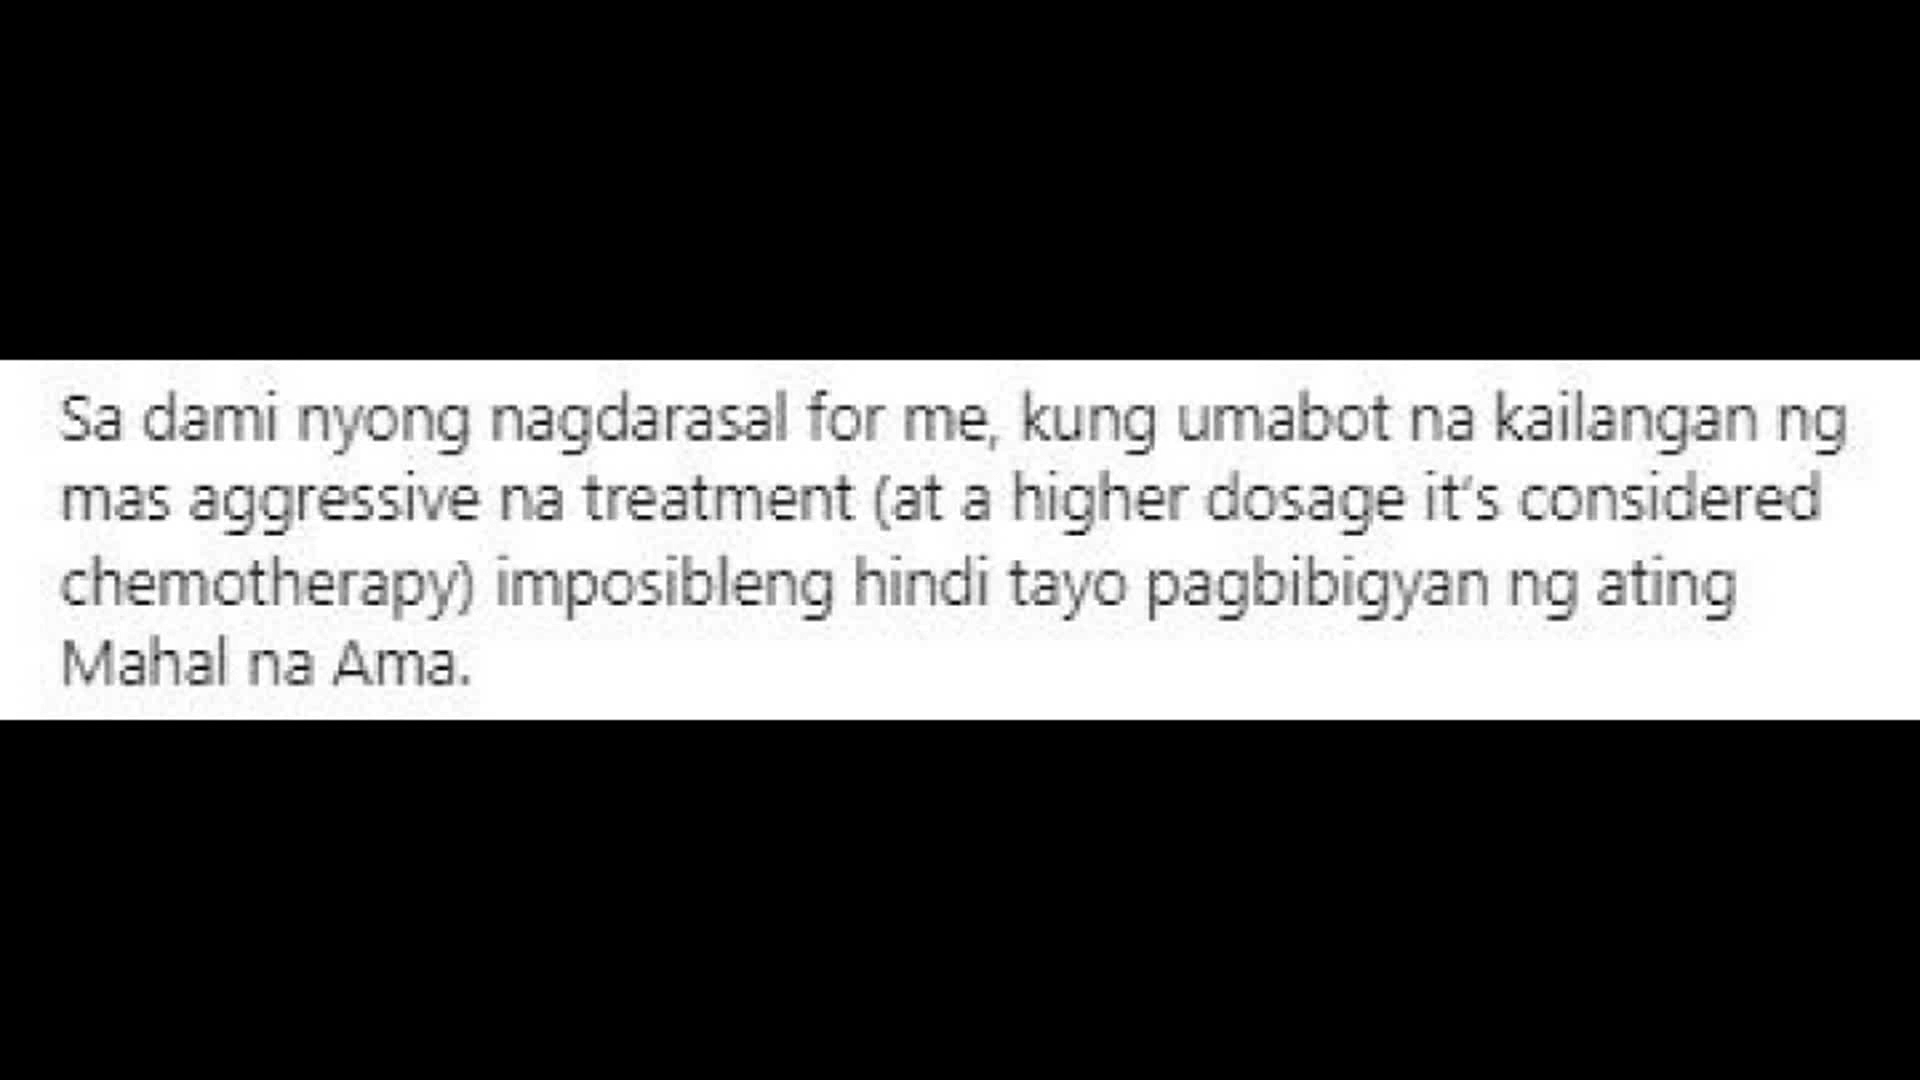 Sa dami nyong nagdarasal for me, kung umabot na kailangan ng
mas aggressive na treatment (at a higher dosage it's considered
chemotherapy) imposibleng hindi tayo pagbibigyan ng ating
Mahal na Ama.